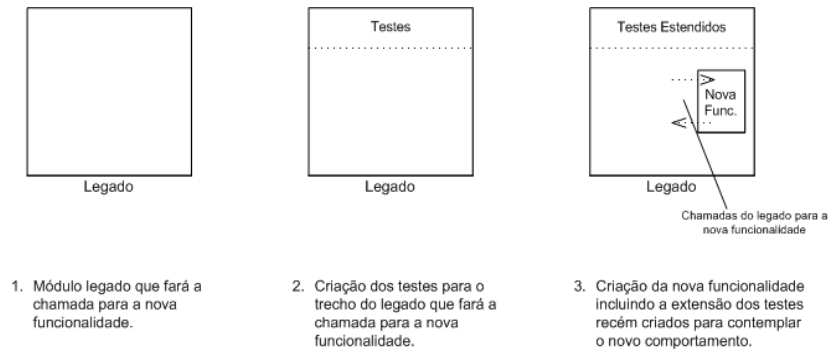 Testes
Testes Estendidos
Nova
Func.
Legado
Legado
Legado
Chamadas do legado para a
nova funcionalidade
1. Módulo legado que fará a
chamada para a nova
funcionalidade.
2. Criação dos testes para o
trecho do legado que fará a
chamada para a nova
funcionalidade.
3. Criação da nova funcionalidade
incluindo a extensão dos testes
recém criados para contemplar
o novo comportamento.